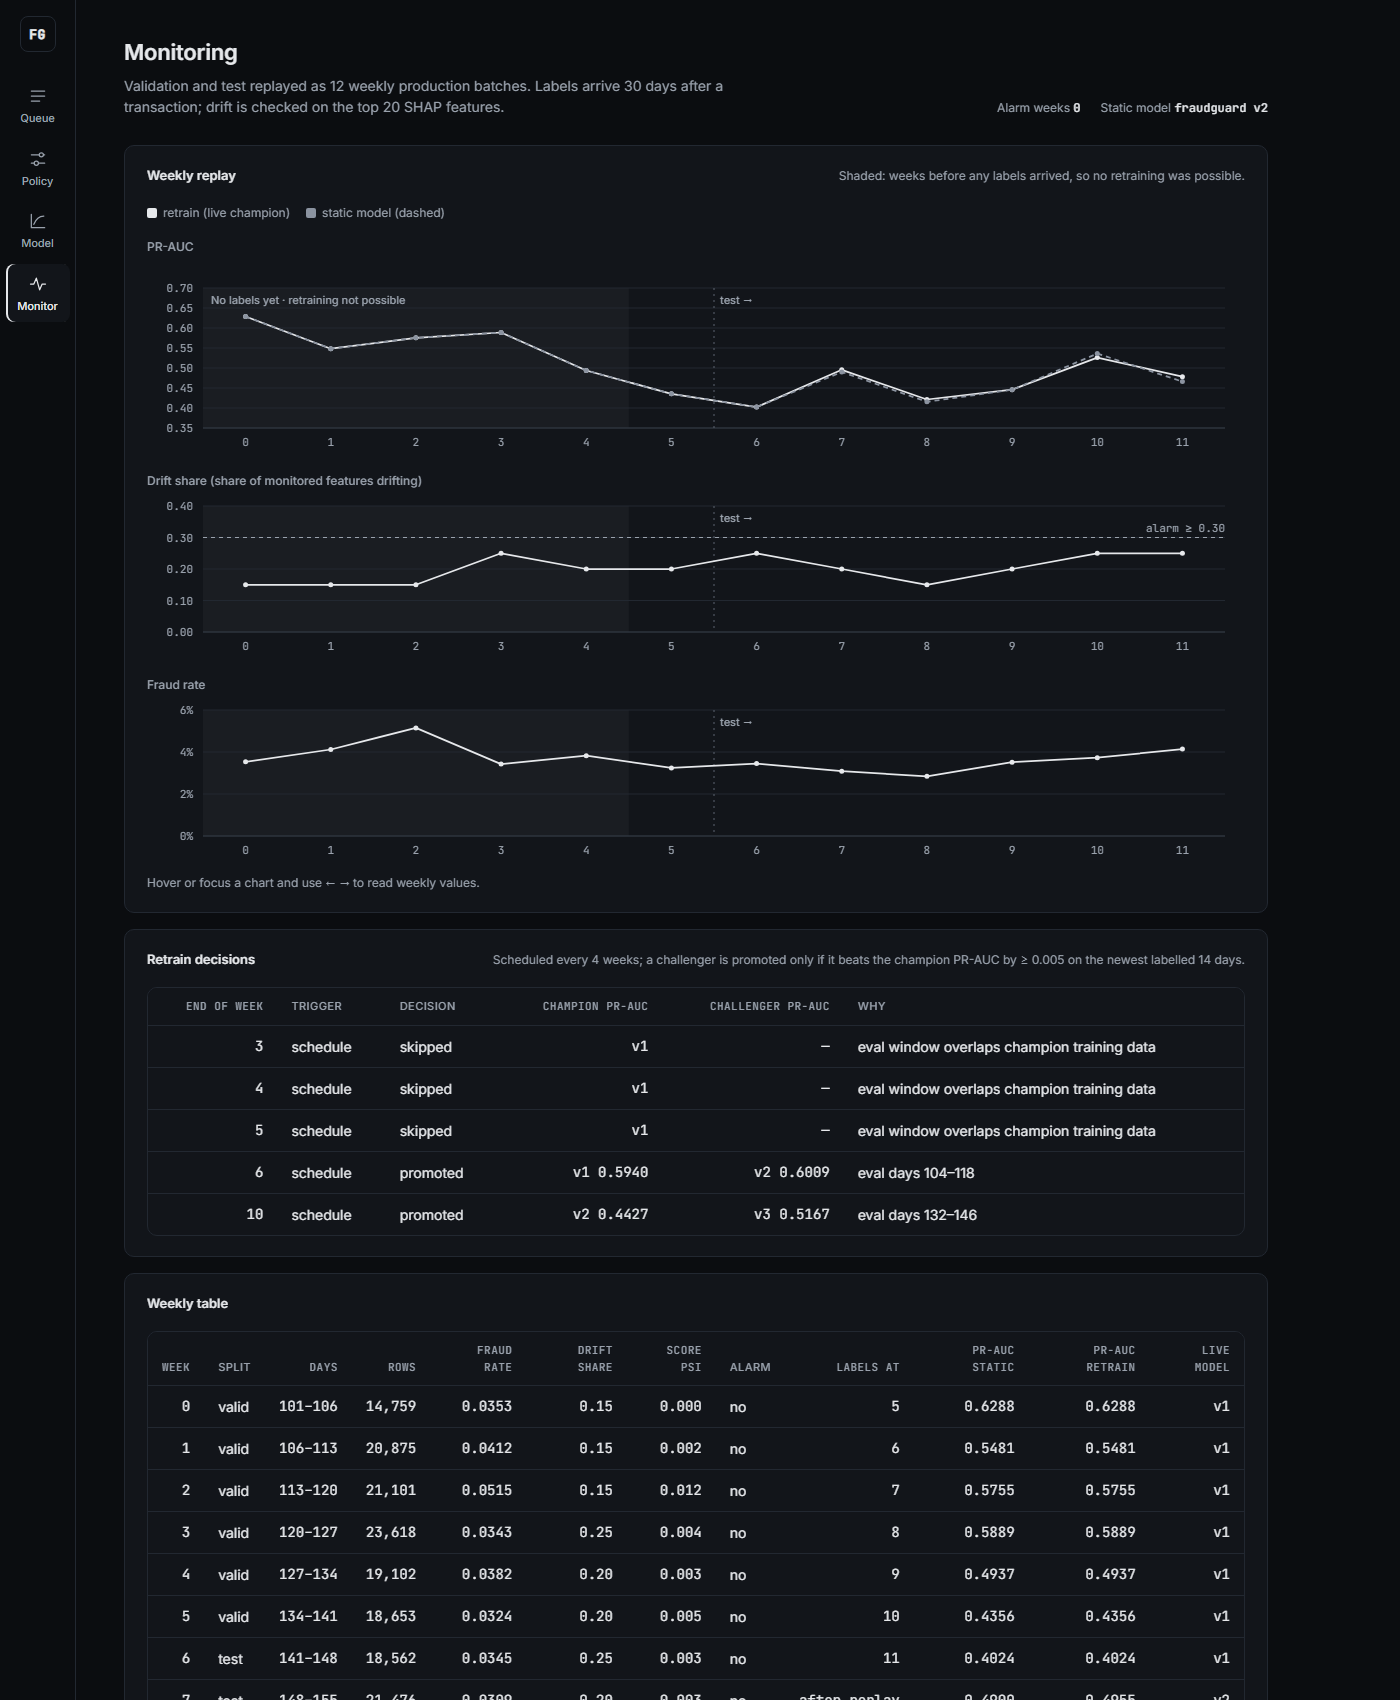 FG
Queue
Policy
Model
Monitor
Monitoring
Validation and test replayed as 12 weekly production batches. Labels arrive 30 days after a
transaction; drift is checked on the top 20 SHAP features.
Alarm weeks 0 Static model fraudguard v2
Weekly replay
Shaded: weeks before any labels arrived, so no retraining was possible.
retrain (live champion) static model (dashed)
PR-AUC
0.70
No labels yet · retraining not possible
test →
0.65
0.60
0.55
0.50
0.45
0.40
0.35
0 1 2 3 4 5 6 7 8 9 10 11
Drift share (share of monitored features drifting)
0.40
test →
alarm ≥ 0.30
0.30
0.20
0.10
0.00
0 1 2 3 4 5 6 7 8 9 10 11
Fraud rate
6%
test →
4%
2%
0%
0 1 2 3 4 5 6 7 8 9 10 11
Hover or focus a chart and use ← → to read weekly values.
Retrain decisions
Scheduled every 4 weeks; a challenger is promoted only if it beats the champion PR-AUC by ≥ 0.005 on the newest labelled 14 days.
END OF WEEK TRIGGER DECISION CHAMPION PR-AUC CHALLENGER PR-AUC WHY
3 schedule skipped v1 — eval window overlaps champion training data
4 schedule skipped v1 — eval window overlaps champion training data
5 schedule skipped v1 — eval window overlaps champion training data
6 schedule promoted v1 0.5940 v2 0.6009 eval days 104–118
10 schedule promoted v2 0.4427 v3 0.5167 eval days 132–146
Weekly table
WEEK SPLIT DAYS ROWS FRAUD RATE DRIFT SHARE SCORE PSI ALARM LABELS AT PR-AUC STATIC PR-AUC RETRAIN LIVE MODEL
0 valid 101–106 14,759 0.0353 0.15 0.000 no 5 0.6288 0.6288 v1
1 valid 106–113 20,875 0.0412 0.15 0.002 no 6 0.5481 0.5481 v1
2 valid 113–120 21,101 0.0515 0.15 0.012 no 7 0.5755 0.5755 v1
3 valid 120–127 23,618 0.0343 0.25 0.004 no 8 0.5889 0.5889 v1
4 valid 127–134 19,102 0.0382 0.20 0.003 no 9 0.4937 0.4937 v1
5 valid 134–141 18,653 0.0324 0.20 0.005 no 10 0.4356 0.4356 v1
6 test 141–148 18,562 0.0345 0.25 0.003 no 11 0.4024 0.4024 v1
7 test 148–155 0.20 no after replay v2